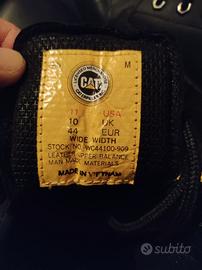 M
CAT
11 USA
10 UK
44 EUR
WIDE WIDTH
STOCK NO. WC44100-909
LEATHER UPPER BALANCE
MAN MADE MATERIALS
MADE IN VIETNAM
subito